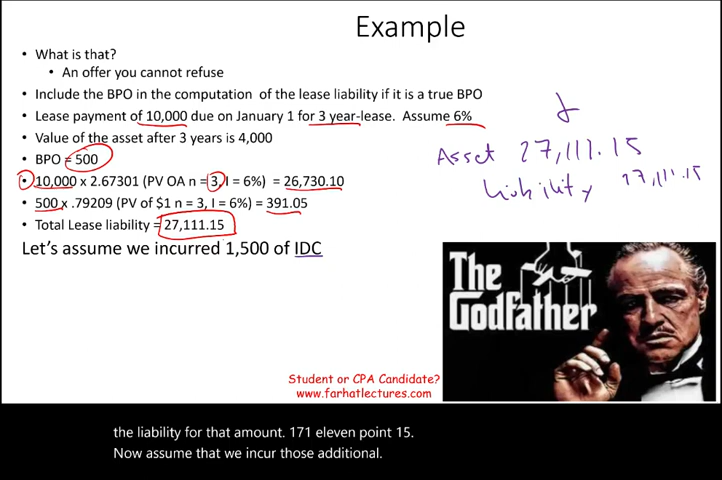 Example
• What is that?
• An offer you cannot refuse
• Include the BPO in the computation of the lease liability if it is a true BPO
• Lease payment of 10,000 due on January 1 for 3 year-lease. Assume 6%
• Value of the asset after 3 years is 4,000
• BPO = 500
• 10,000 x 2.67301 (PV OA n = 3, I = 6%) = 26,730.10
• 500 x .79209 (PV of $1 n = 3, I = 6%) = 391.05
• Total Lease liability = 27,111.15
Let's assume we incurred 1,500 of IDC
Asset 27,111.15
Liability 27,111.15
The
Godfather
Student or CPA Candidate?
www.farhatlectures.com
the liability for that amount. 171 eleven point 15.
Now assume that we incur those additional.